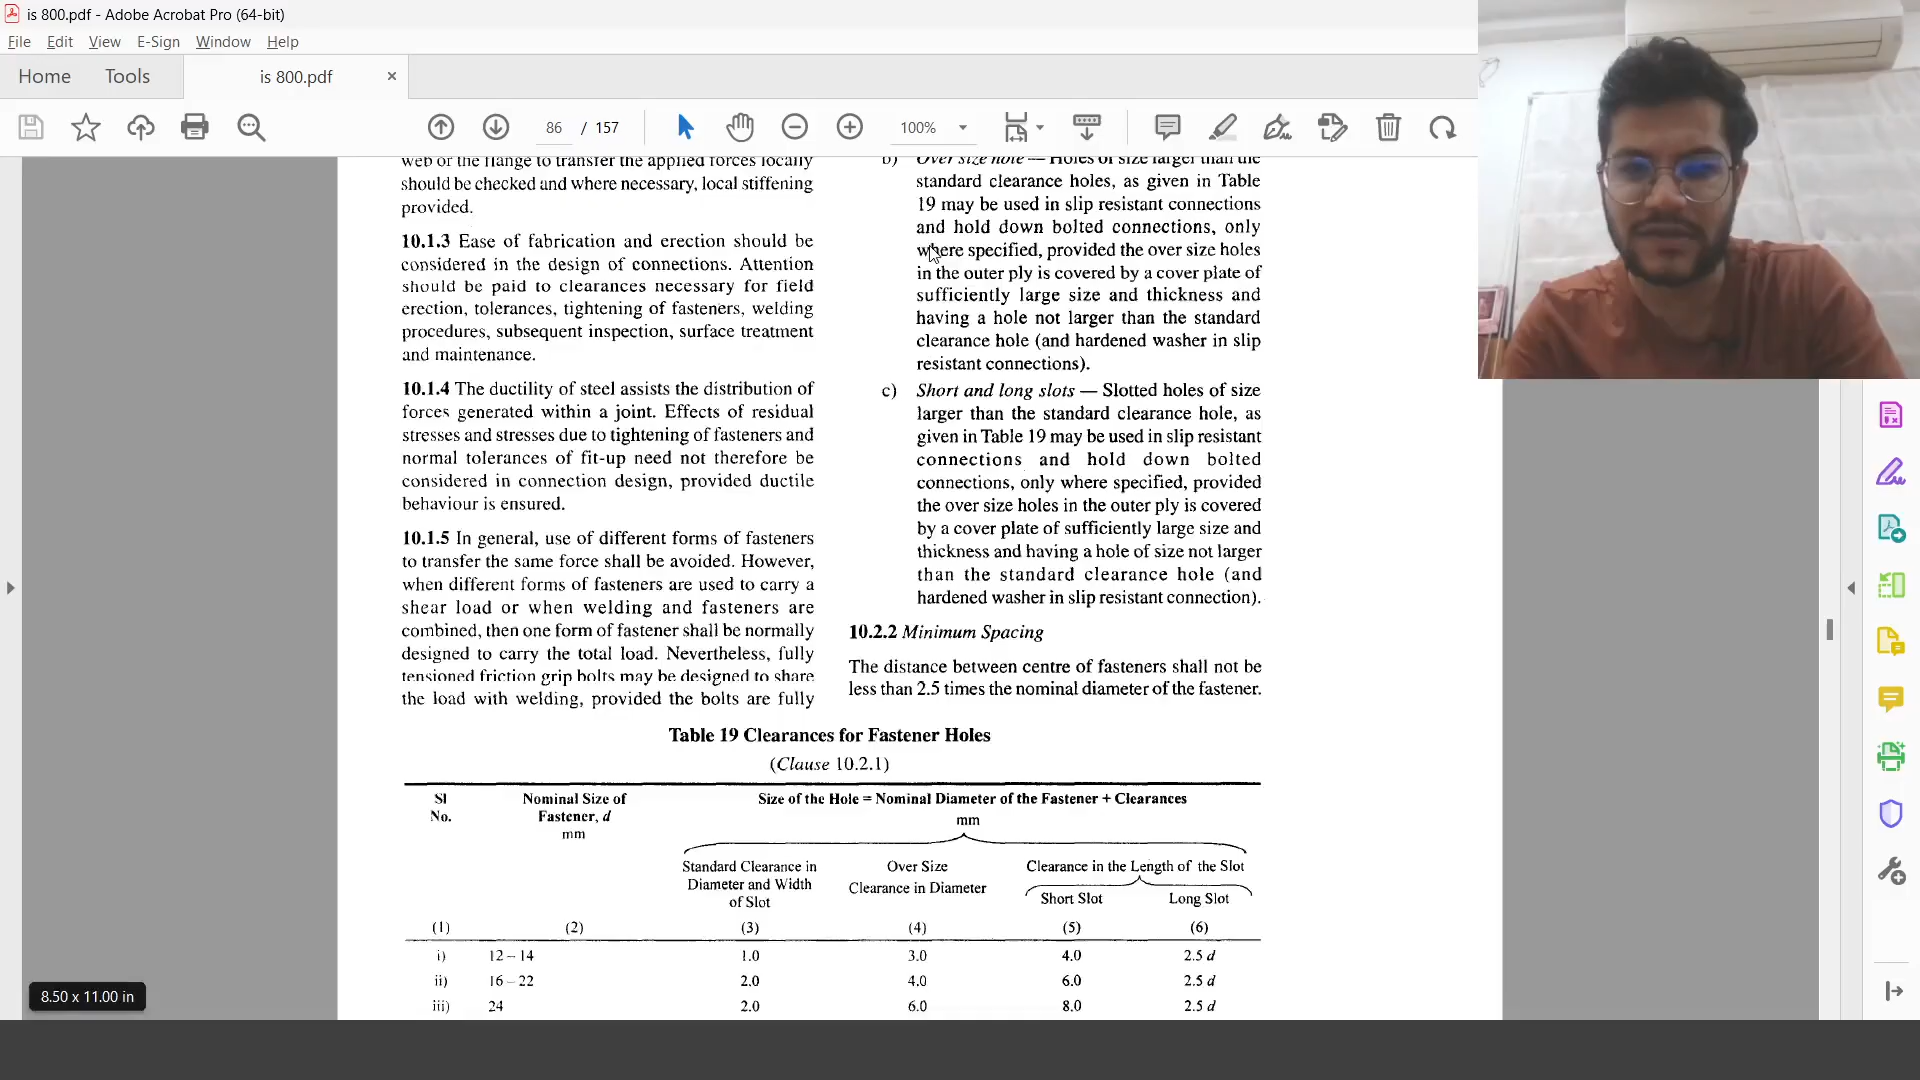 is 800.pdf - Adobe Acrobat Pro (64-bit)
File Edit View E-Sign Window Help
Home Tools is 800.pdf ×
86 / 157 100%
web or the flange to transfer the applied forces locally
should be checked and where necessary, local stiffening
provided.
10.1.3 Ease of fabrication and erection should be
considered in the design of connections. Attention
should be paid to clearances necessary for field
erection, tolerances, tightening of fasteners, welding
procedures, subsequent inspection, surface treatment
and maintenance.
10.1.4 The ductility of steel assists the distribution of
forces generated within a joint. Effects of residual
stresses and stresses due to tightening of fasteners and
normal tolerances of fit-up need not therefore be
considered in connection design, provided ductile
behaviour is ensured.
10.1.5 In general, use of different forms of fasteners
to transfer the same force shall be avoided. However,
when different forms of fasteners are used to carry a
shear load or when welding and fasteners are
combined, then one form of fastener shall be normally
designed to carry the total load. Nevertheless, fully
tensioned friction grip bolts may be designed to share
the load with welding, provided the bolts are fully
b) Over size hole — Holes of size larger than the
standard clearance holes, as given in Table
19 may be used in slip resistant connections
and hold down bolted connections, only
where specified, provided the over size holes
in the outer ply is covered by a cover plate of
sufficiently large size and thickness and
having a hole not larger than the standard
clearance hole (and hardened washer in slip
resistant connections).
c) Short and long slots — Slotted holes of size
larger than the standard clearance hole, as
given in Table 19 may be used in slip resistant
connections and hold down bolted
connections, only where specified, provided
the over size holes in the outer ply is covered
by a cover plate of sufficiently large size and
thickness and having a hole of size not larger
than the standard clearance hole (and
hardened washer in slip resistant connection).
10.2.2 Minimum Spacing
The distance between centre of fasteners shall not be
less than 2.5 times the nominal diameter of the fastener.
Table 19 Clearances for Fastener Holes
(Clause 10.2.1)
Sl No. Nominal Size of Fastener, d mm Size of the Hole = Nominal Diameter of the Fastener + Clearances
mm
Standard Clearance in Diameter and Width of Slot Over Size Clearance in Diameter Clearance in the Length of the Slot
Short Slot Long Slot
(1) (2) (3) (4) (5) (6)
i) 12 – 14 1.0 3.0 4.0 2.5 d
ii) 16 – 22 2.0 4.0 6.0 2.5 d
iii) 24 2.0 6.0 8.0 2.5 d
8.50 x 11.00 in